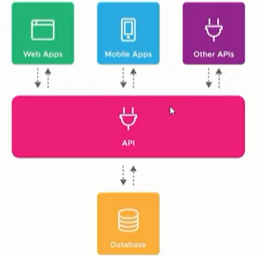 Web Apps
Mobile Apps
Other APIs
API
Database